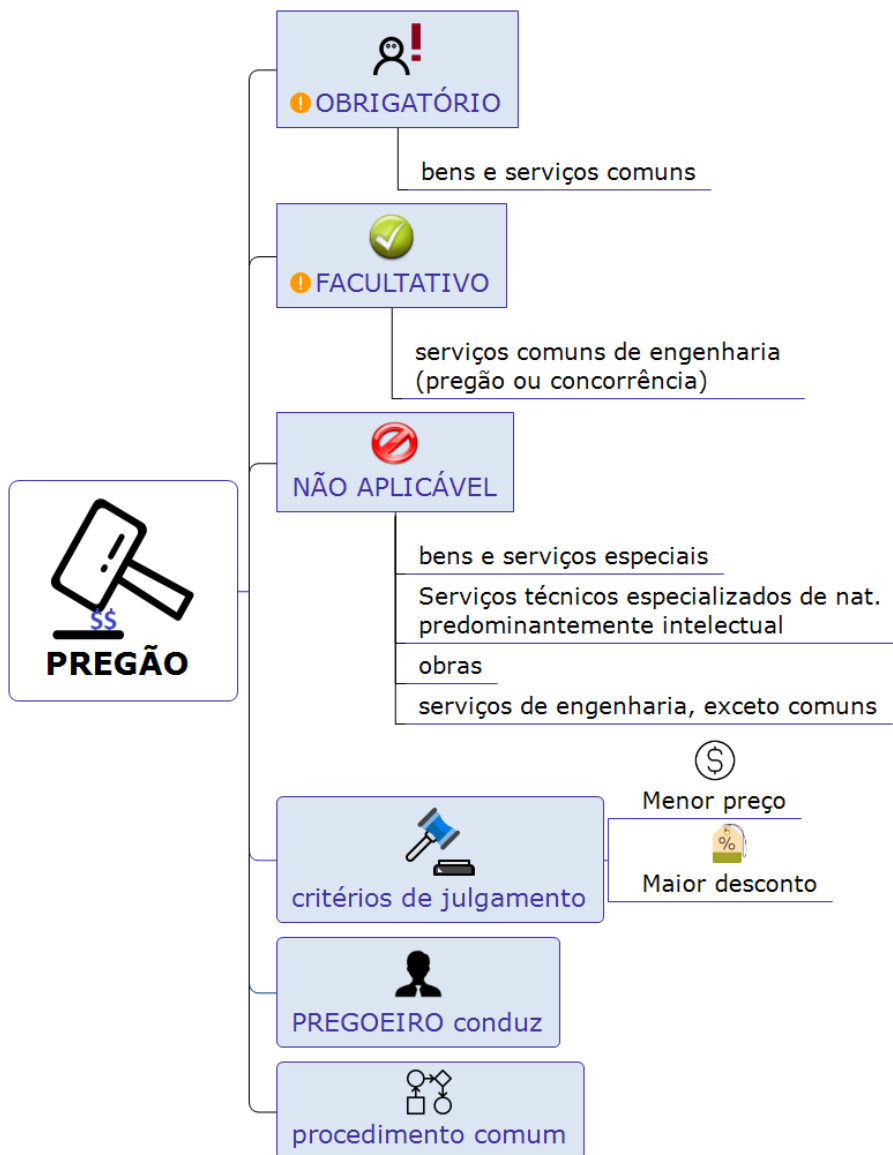 OBRIGATÓRIO
bens e serviços comuns
FACULTATIVO
serviços comuns de engenharia
(pregão ou concorrência)
NÃO APLICÁVEL
bens e serviços especiais
Serviços técnicos especializados de nat.
predominantemente intelectual
obras
serviços de engenharia, exceto comuns
$$
PREGÃO
$
Menor preço
%
Maior desconto
critérios de julgamento
PREGOEIRO conduz
procedimento comum